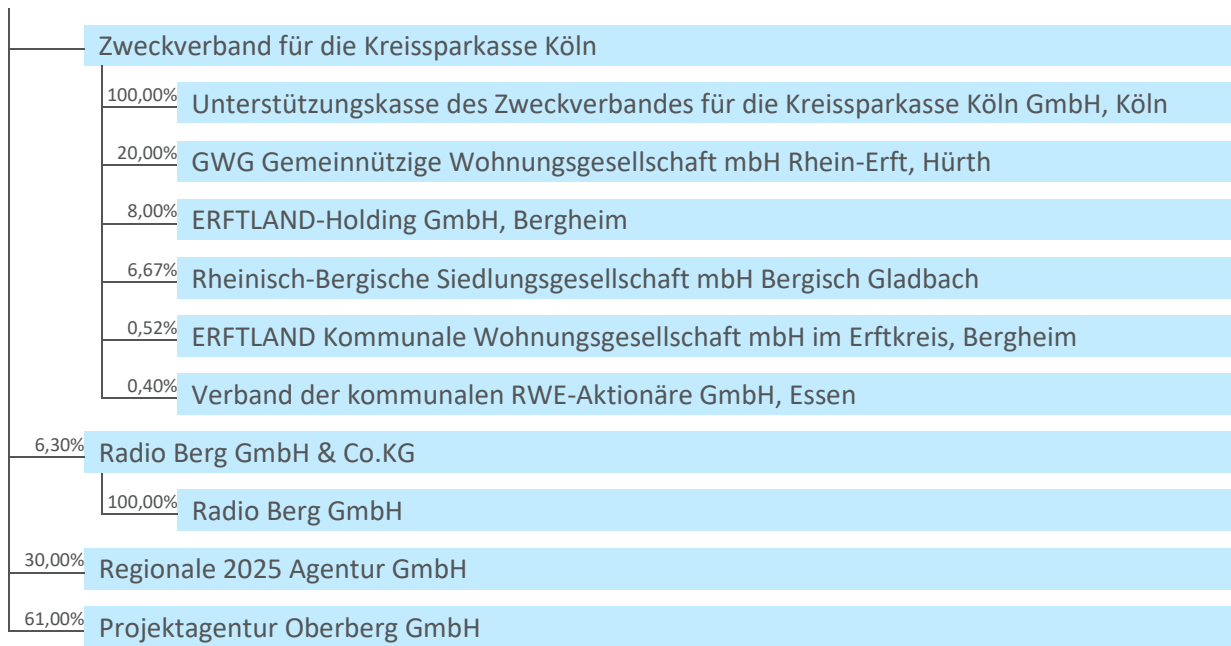 Zweckverband für die Kreissparkasse Köln
100,00% Unterstützungskasse des Zweckverbandes für die Kreissparkasse Köln GmbH, Köln
20,00% GWG Gemeinnützige Wohnungsgesellschaft mbH Rhein-Erft, Hürth
8,00% ERFTLAND-Holding GmbH, Bergheim
6,67% Rheinisch-Bergische Siedlungsgesellschaft mbH Bergisch Gladbach
0,52% ERFTLAND Kommunale Wohnungsgesellschaft mbH im Erftkreis, Bergheim
0,40% Verband der kommunalen RWE-Aktionäre GmbH, Essen
6,30% Radio Berg GmbH & Co.KG
100,00% Radio Berg GmbH
30,00% Regionale 2025 Agentur GmbH
61,00% Projektagentur Oberberg GmbH